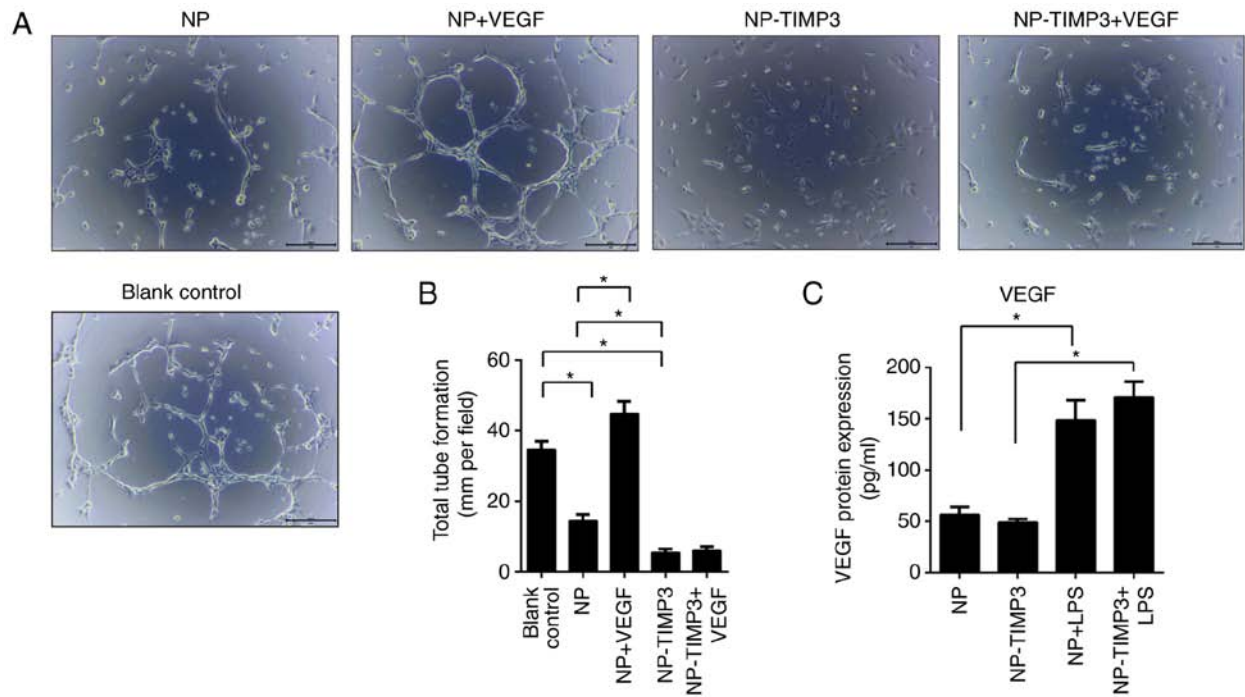 A
NP
NP+VEGF
NP-TIMP3
NP-TIMP3+VEGF
Blank control
B
*
*
*
*
Total tube formation
(mm per field)
60
40
20
0
Blank
control
NP
NP+VEGF
NP-TIMP3
NP-TIMP3+
VEGF
C
VEGF
*
*
VEGF protein expression
(pg/ml)
200
150
100
50
0
NP
NP-TIMP3
NP+LPS
NP-TIMP3+
LPS